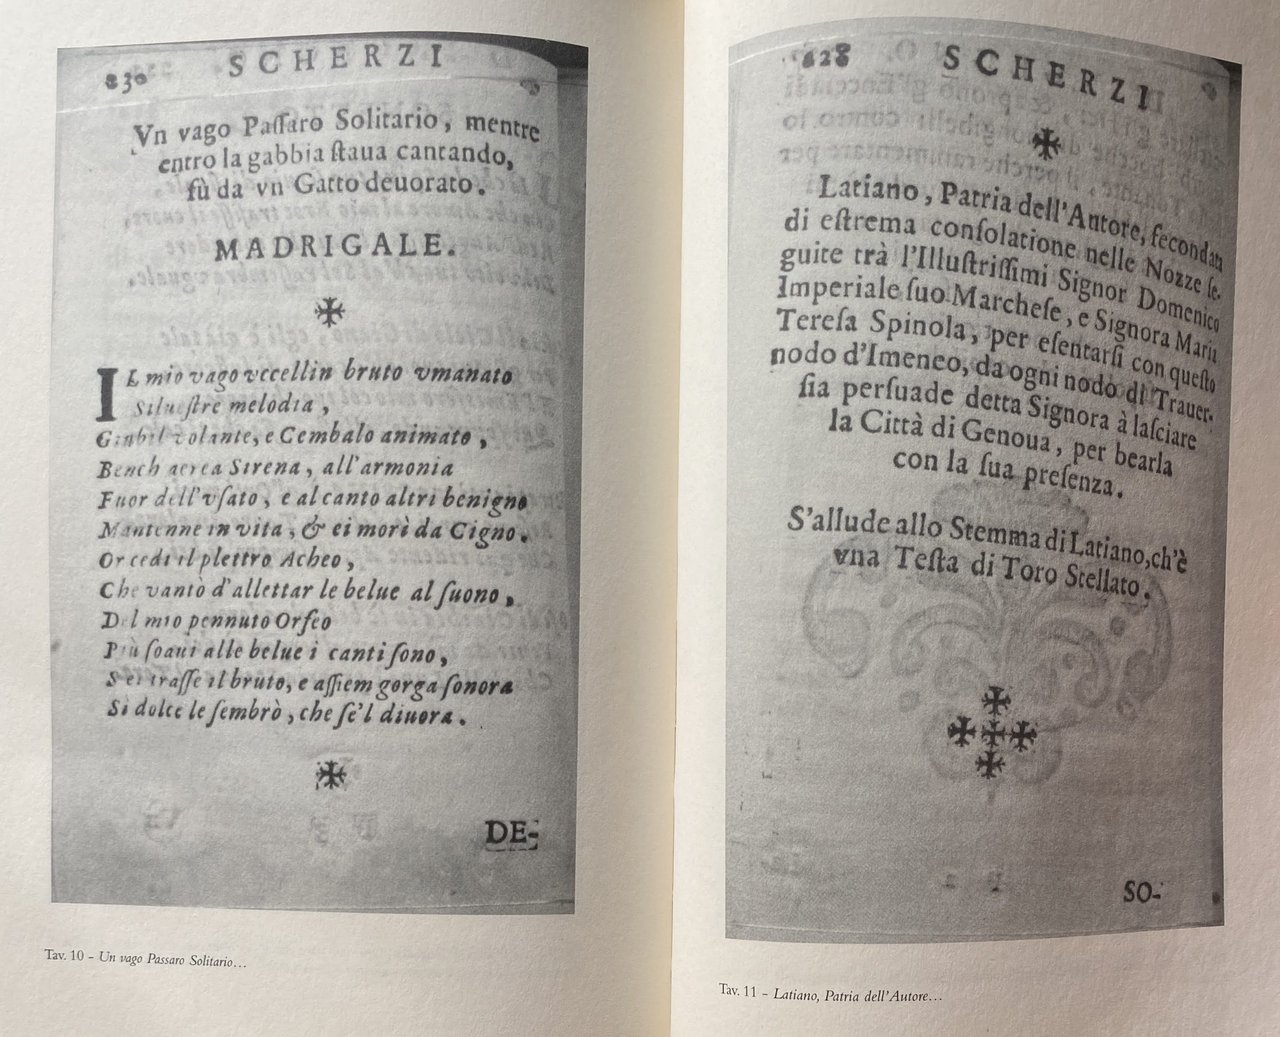 830 SCHERZI
Vn vago Paſſaro Solitario, mentre
entro la gabbia ſtaua cantando,
fù da vn Gatto deuorato.
MADRIGALE.
IL mio vago vccellin bruto vmanato
Silueſtre melodia,
volante, e Cembalo animato,
Bench aerea Sirena, all'armonia
Fuor dell'vſato, e al canto altri benigno
Mantenne in vita, & ei morì da Cigno.
Or cedi il plettro Acheo,
Che vantò d'allettar le belue al ſuono,
Del mio pennuto Orfeo
Più ſoaui alle belue i canti ſono,
S'ei traſſe il bruto, e aſſiem gorga ſonora
Sì dolce le ſembrò, che ſe'l diuora.
DE-
Tav. 10 – Un vago Passaro Solitario...
828 SCHERZI
Latiano, Patria dell'Autore, fecondata
di eſtrema conſolatione nelle Nozze ſe-
guite trà l'Illuſtriſſimi Signor Domenico
Imperiale ſuo Marcheſe, e Signora Maria
Tereſa Spinola, per eſentarſi con queſto
nodo d'Imeneo, da ogni nodo di Trauer-
ſia perſuade detta Signora à laſciare
la Città di Genoua, per bearla
con la ſua preſenza.
S'allude allo Stemma di Latiano, ch'è
vna Teſta di Toro Stellato.
SO-
Tav. 11 – Latiano, Patria dell'Autore...